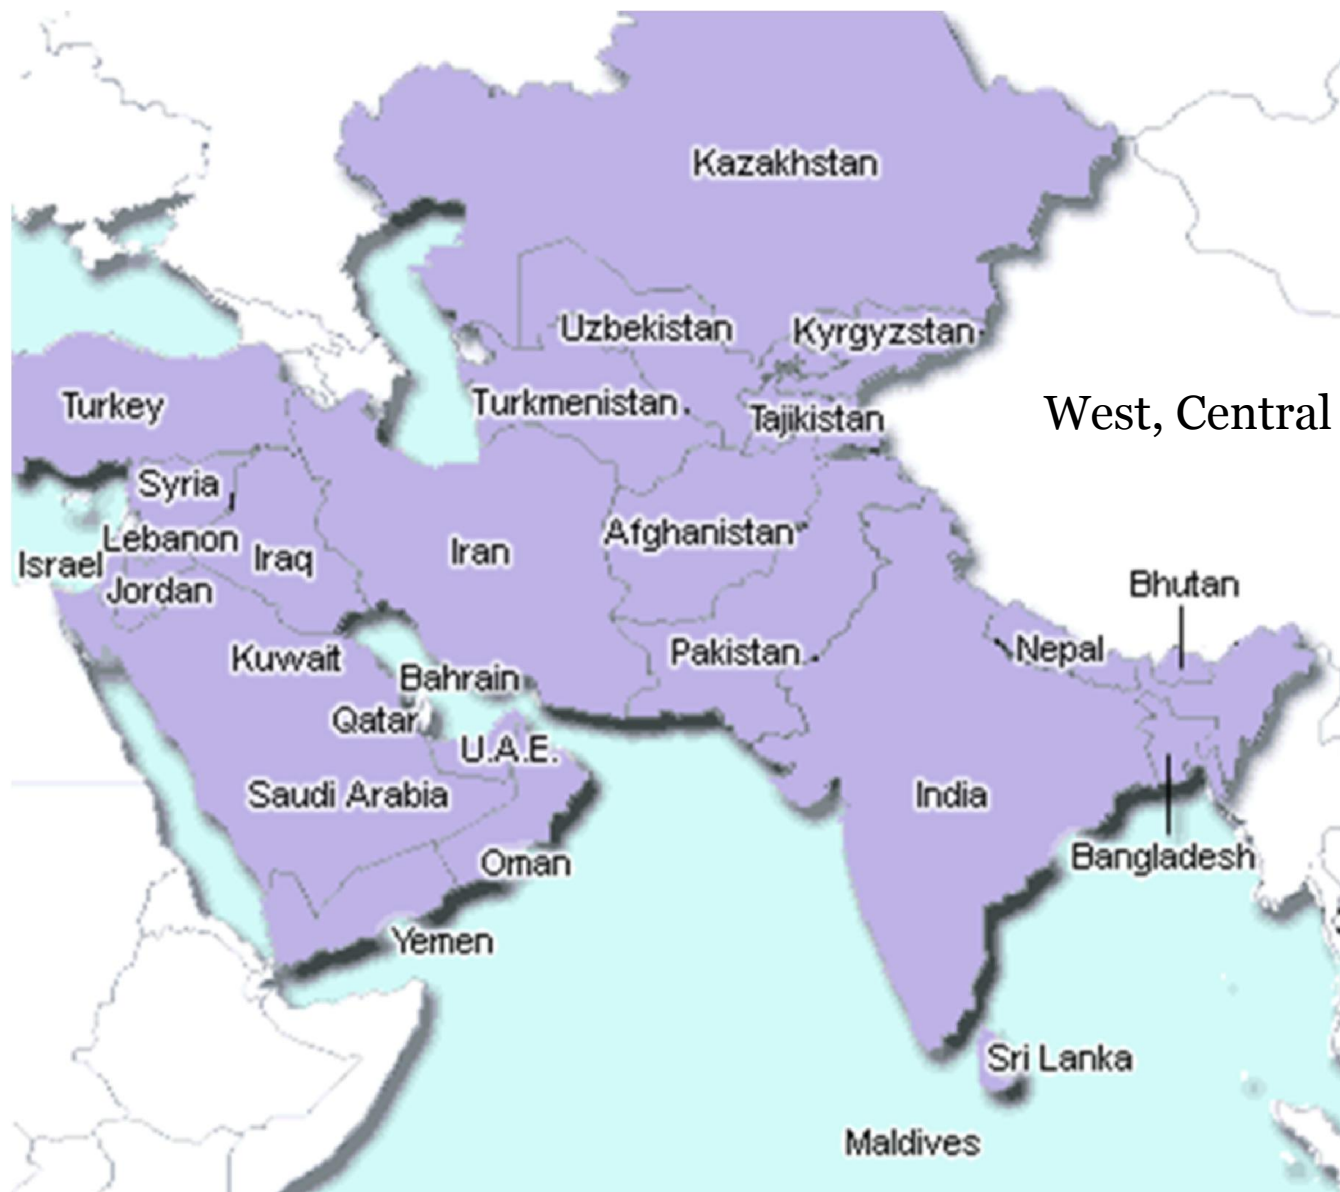 Kazakhstan
Uzbekistan
Kyrgyzstan
Turkey
Turkmenistan
Tajikistan
West, Central
Syria
Lebanon
Afghanistan
Israel
Iraq
Iran
Jordan
Bhutan
Kuwait
Pakistan
Nepal
Bahrain
Qatar
U.A.E.
Saudi Arabia
India
Oman
Bangladesh
Yemen
Sri Lanka
Maldives